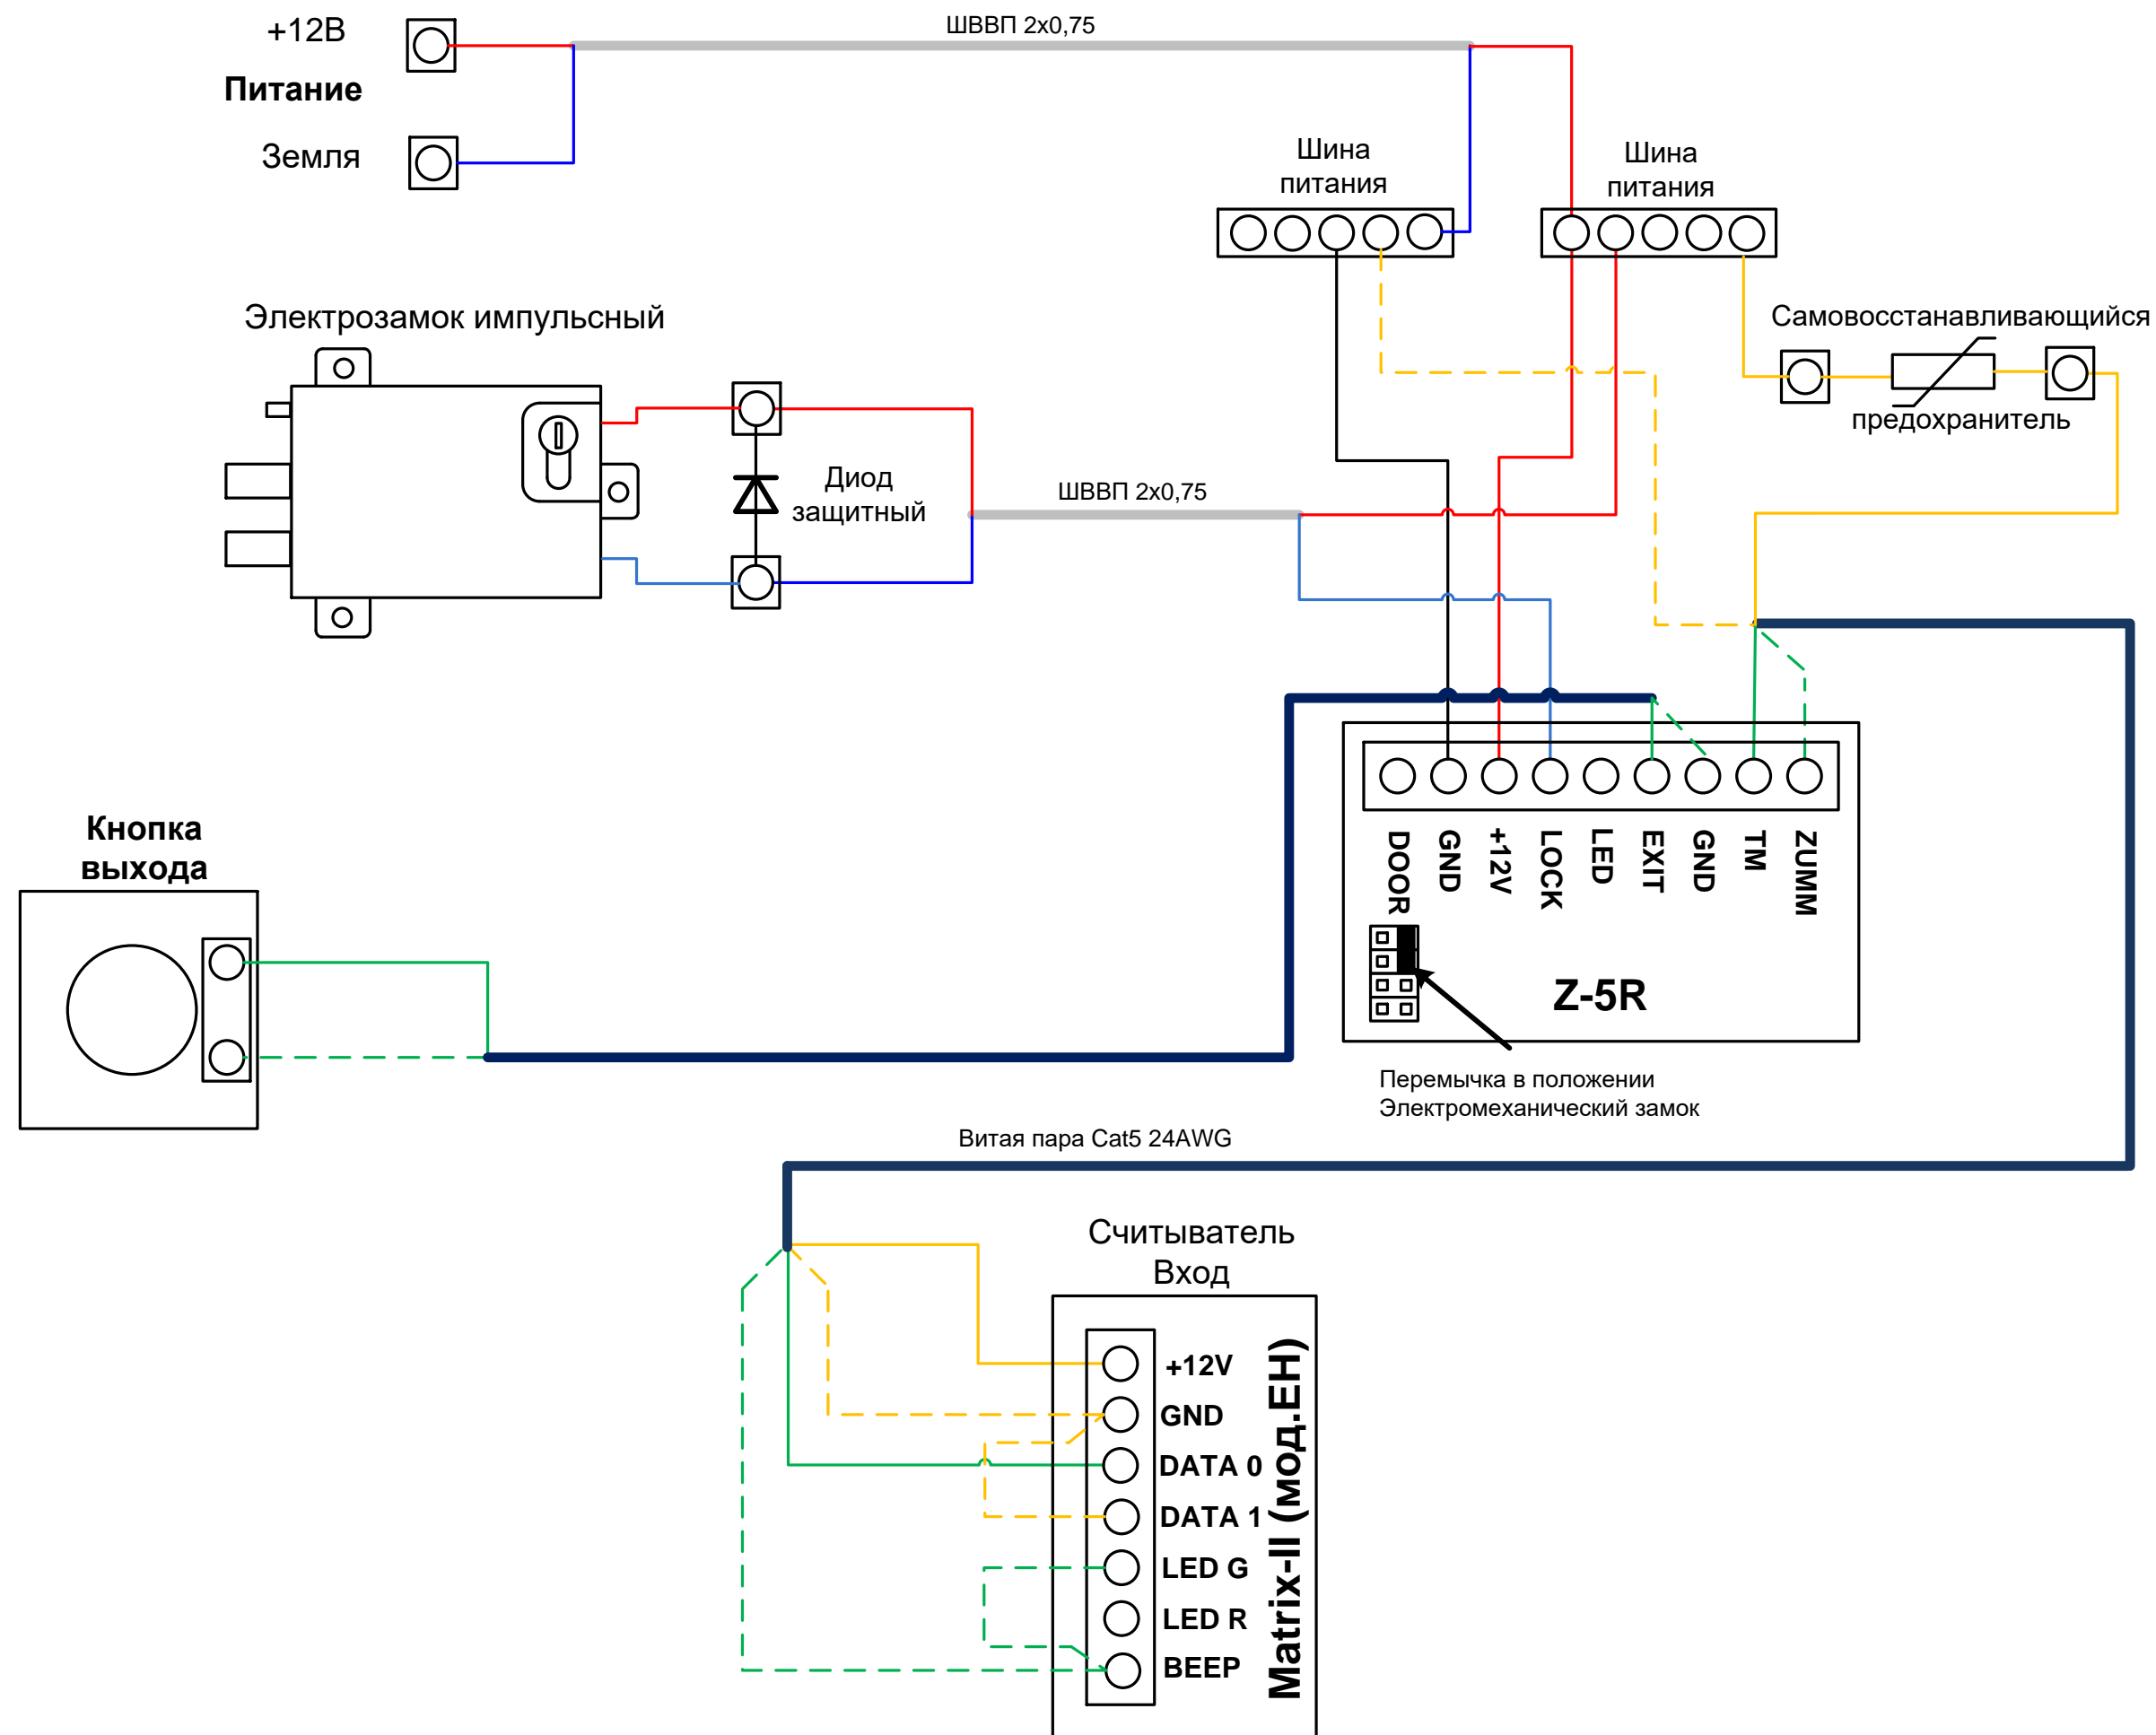 +12В
Питание
Земля
ШВВП 2х0,75
Шина
питания
Шина
питания
Самовосстанавливающийся
предохранитель
Электрозамок импульсный
Диод
защитный
ШВВП 2х0,75
DOOR
GND
+12V
LOCK
LED
EXIT
GND
TM
ZUMM
Z-5R
Перемычка в положении
Электромеханический замок
Кнопка
выхода
Витая пара Cat5 24AWG
Считыватель
Вход
+12V
GND
DATA 0
DATA 1
LED G
LED R
BEEP
Matrix-II (мод.EH)